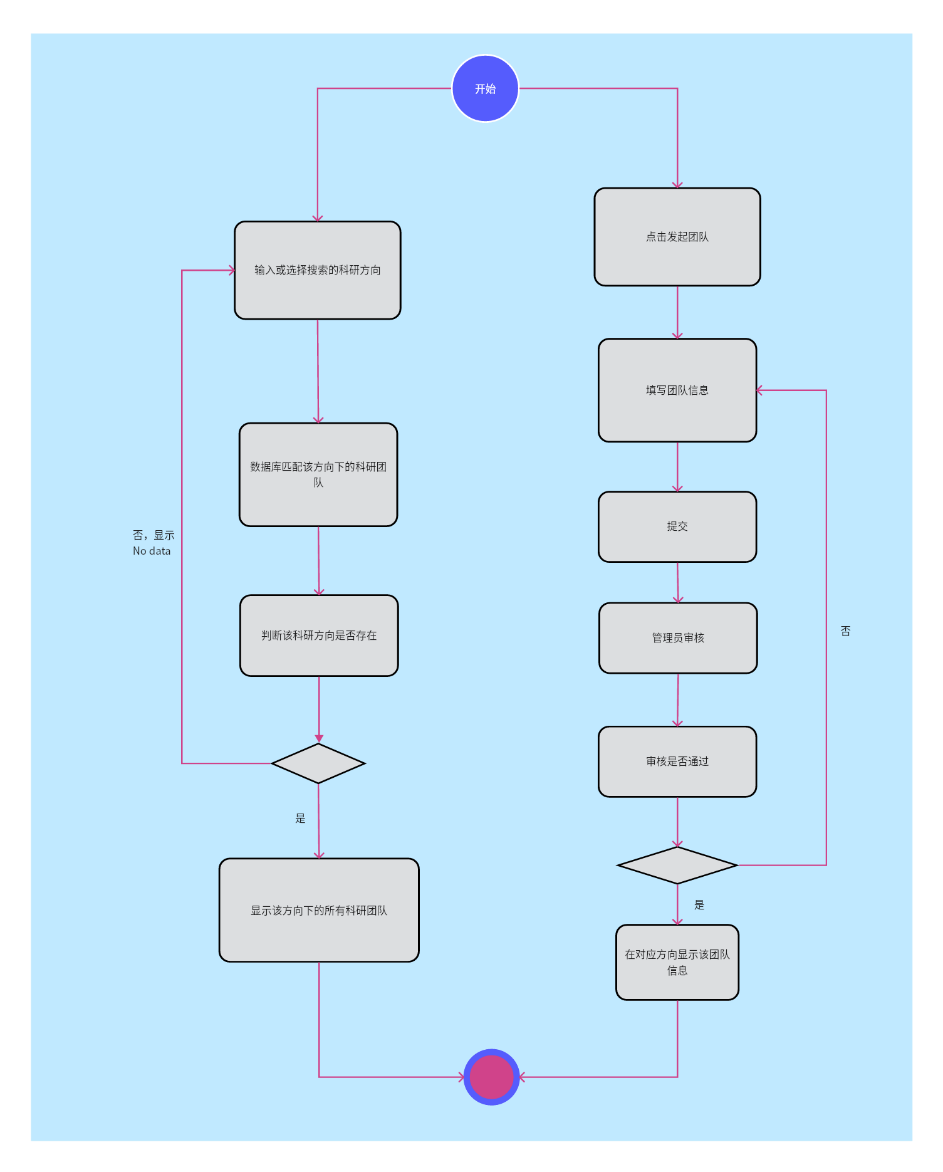 开始
输入或选择搜索的科研方向
数据库匹配该方向下的科研团
队
否，显示
No data
判断该科研方向是否存在
是
显示该方向下的所有科研团队
点击发起团队
填写团队信息
提交
管理员审核
否
审核是否通过
是
在对应方向显示该团队
信息